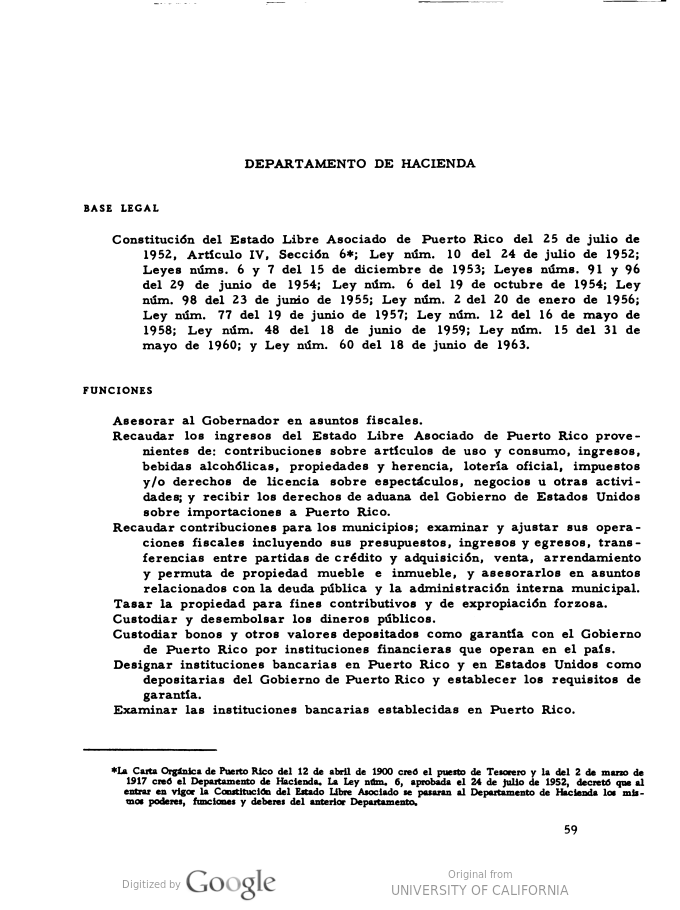 DEPARTAMENTO DE HACIENDA
BASE LEGAL
Constitución del Estado Libre Asociado de Puerto Rico del 25 de julio de
1952, Artículo IV, Sección 6*; Ley núm. 10 del 24 de julio de 1952;
Leyes núms. 6 y 7 del 15 de diciembre de 1953; Leyes núms. 91 y 96
del 29 de junio de 1954; Ley núm. 6 del 19 de octubre de 1954; Ley
núm. 98 del 23 de junio de 1955; Ley núm. 2 del 20 de enero de 1956;
Ley núm. 77 del 19 de junio de 1957; Ley núm. 12 del 16 de mayo de
1958; Ley núm. 48 del 18 de junio de 1959; Ley núm. 15 del 31 de
mayo de 1960; y Ley núm. 60 del 18 de junio de 1963.
FUNCIONES
Asesorar al Gobernador en asuntos fiscales.
Recaudar los ingresos del Estado Libre Asociado de Puerto Rico prove-
nientes de: contribuciones sobre artículos de uso y consumo, ingresos,
bebidas alcohólicas, propiedades y herencia, lotería oficial, impuestos
y/o derechos de licencia sobre espectáculos, negocios u otras activi-
dades; y recibir los derechos de aduana del Gobierno de Estados Unidos
sobre importaciones a Puerto Rico.
Recaudar contribuciones para los municipios; examinar y ajustar sus opera-
ciones fiscales incluyendo sus presupuestos, ingresos y egresos, trans-
ferencias entre partidas de crédito y adquisición, venta, arrendamiento
y permuta de propiedad mueble e inmueble, y asesorarlos en asuntos
relacionados con la deuda pública y la administración interna municipal.
Tasar la propiedad para fines contributivos y de expropiación forzosa.
Custodiar y desembolsar los dineros públicos.
Custodiar bonos y otros valores depositados como garantía con el Gobierno
de Puerto Rico por instituciones financieras que operan en el país.
Designar instituciones bancarias en Puerto Rico y en Estados Unidos como
depositarias del Gobierno de Puerto Rico y establecer los requisitos de
garantía.
Examinar las instituciones bancarias establecidas en Puerto Rico.
*La Carta Orgánica de Puerto Rico del 12 de abril de 1900 creó el puesto de Tesorero y la del 2 de marzo de
1917 creó el Departamento de Hacienda. La Ley núm. 6, aprobada el 24 de julio de 1952, decretó que al
entrar en vigor la Constitución del Estado Libre Asociado se pasaran al Departamento de Hacienda los mis-
mos poderes, funciones y deberes del anterior Departamento.
59
Digitized by Google
Original from
UNIVERSITY OF CALIFORNIA